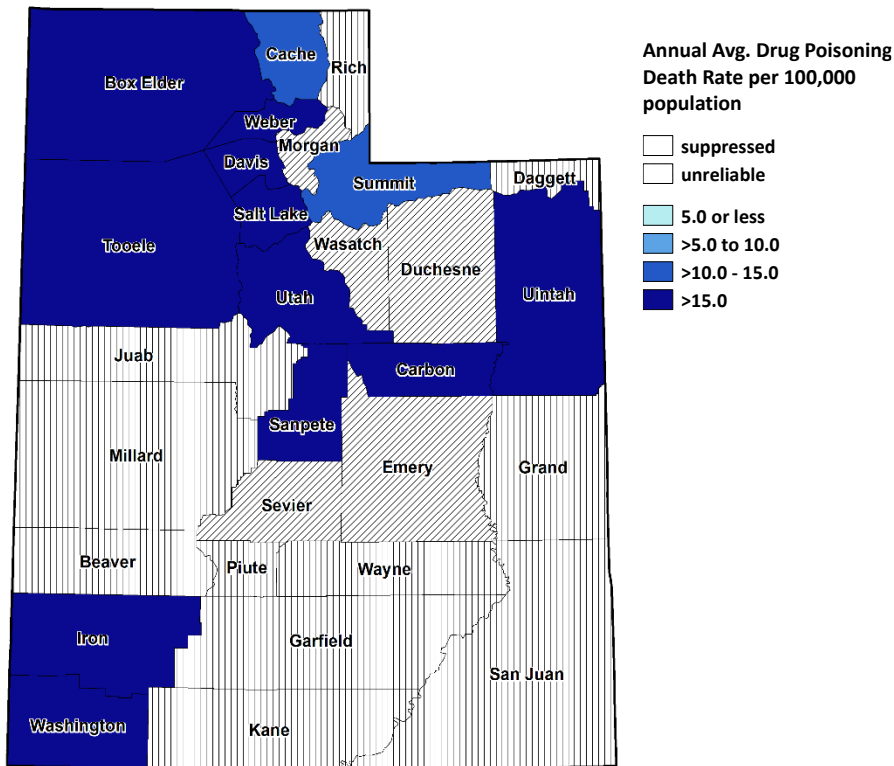 Annual Avg. Drug Poisoning
Death Rate per 100,000
population
suppressed
unreliable
5.0 or less
>5.0 to 10.0
>10.0 - 15.0
>15.0
Cache
Rich
Box Elder
Weber
Morgan
Davis
Summit
Daggett
Salt Lake
Tooele
Wasatch
Duchesne
Uintah
Utah
Juab
Carbon
Sanpete
Millard
Emery
Grand
Sevier
Beaver
Piute
Wayne
Iron
Garfield
San Juan
Washington
Kane